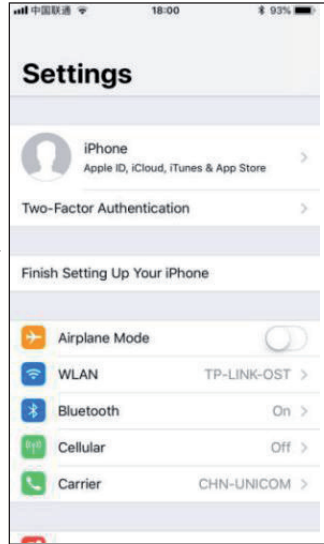 中国联通 18:00 93%
Settings
iPhone
Apple ID, iCloud, iTunes & App Store
Two-Factor Authentication
Finish Setting Up Your iPhone
Airplane Mode
WLAN TP-LINK-OST
Bluetooth On
Cellular Off
Carrier CHN-UNICOM